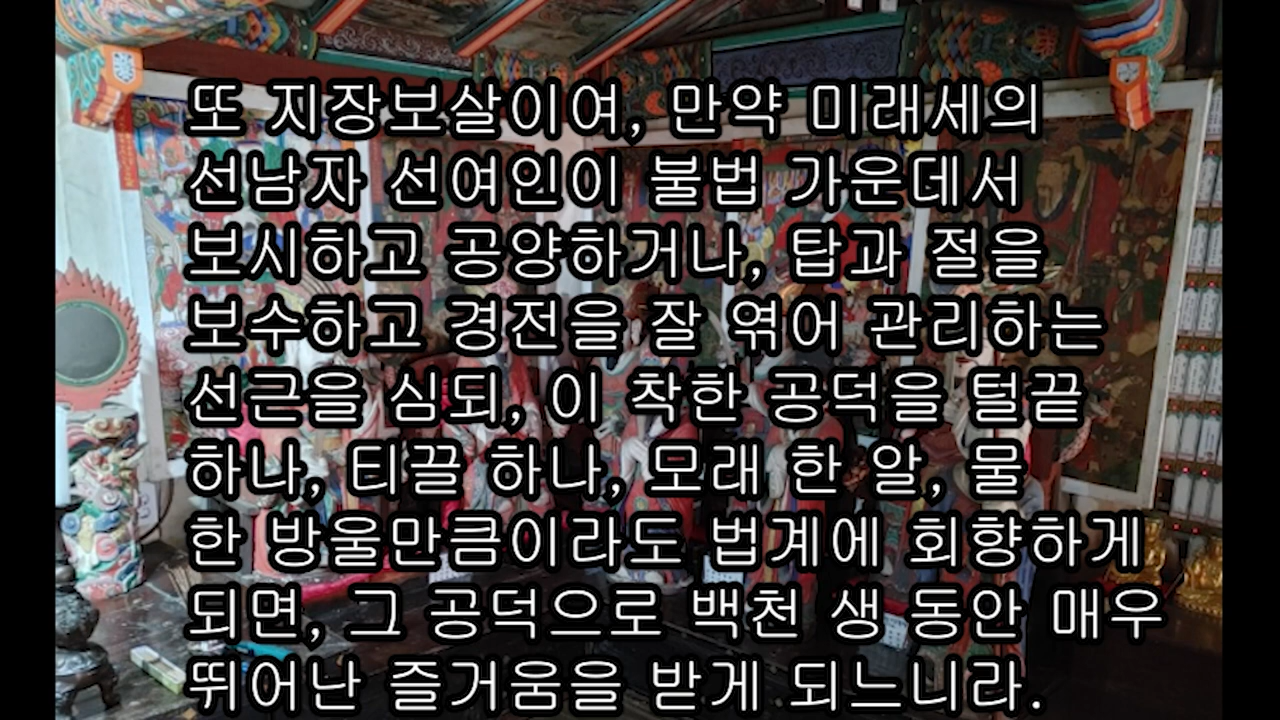 또 지장보살이여, 만약 미래세의
선남자 선여인이 불법 가운데서
보시하고 공양하거나, 탑과 절을
보수하고 경전을 잘 엮어 관리하는
선근을 심되, 이 착한 공덕을 털끝
하나, 티끌 하나, 모래 한 알, 물
한 방울만큼이라도 법계에 회향하게
되면, 그 공덕으로 백천 생 동안 매우
뛰어난 즐거움을 받게 되느니라.